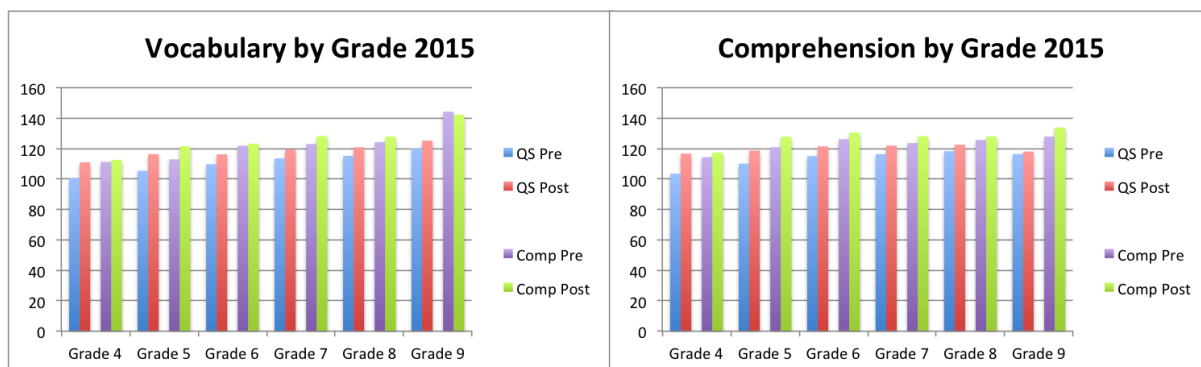 Vocabulary by Grade 2015
160
140
120
100
80
60
40
20
0
Grade 4 Grade 5 Grade 6 Grade 7 Grade 8 Grade 9
QS Pre
QS Post
Comp Pre
Comp Post
Comprehension by Grade 2015
160
140
120
100
80
60
40
20
0
Grade 4 Grade 5 Grade 6 Grade 7 Grade 8 Grade 9
QS Pre
QS Post
Comp Pre
Comp Post